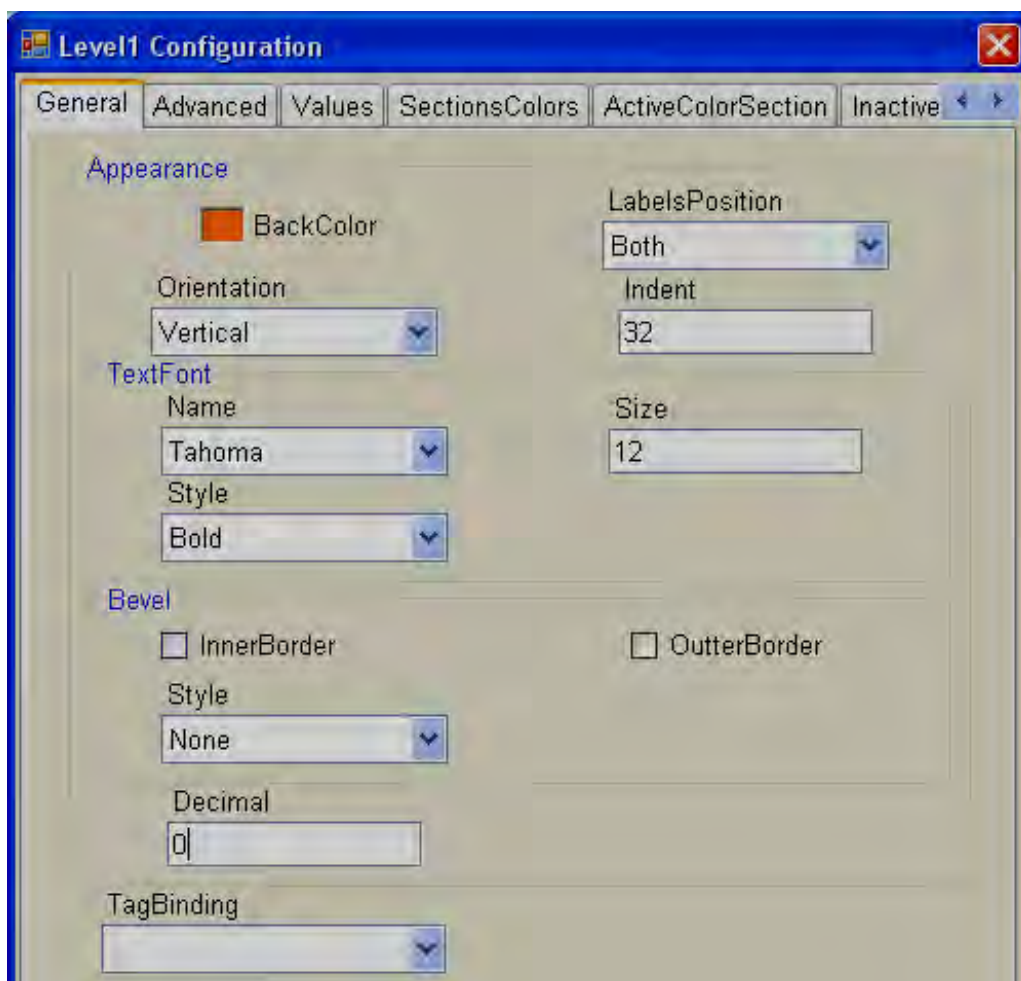 Level1 Configuration
General Advanced Values SectionsColors ActiveColorSection Inactive
Appearance
BackColor
LabelsPosition
Both
Orientation
Vertical
Indent
32
TextFont
Name
Tahoma
Size
12
Style
Bold
Bevel
InnerBorder
OutterBorder
Style
None
Decimal
0
TagBinding